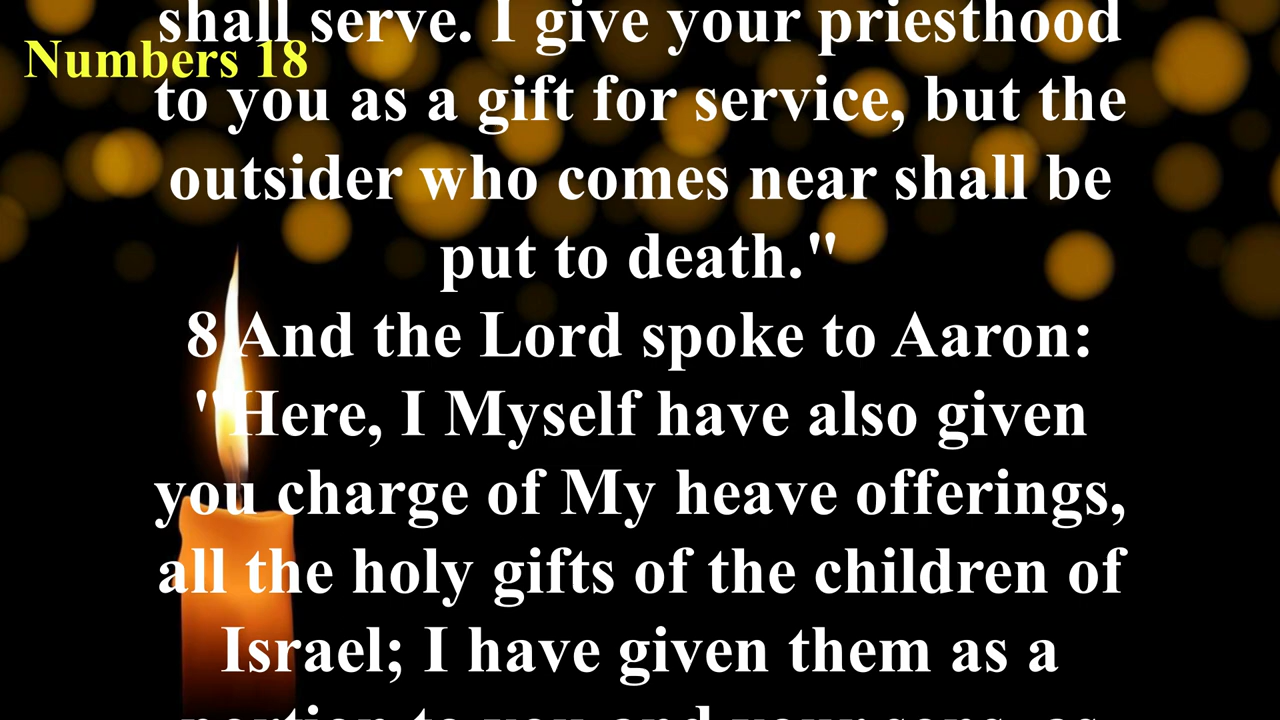 shall serve. I give your priesthood
Numbers 18
to you as a gift for service, but the
outsider who comes near shall be
put to death."
8 And the Lord spoke to Aaron:
"Here, I Myself have also given
you charge of My heave offerings,
all the holy gifts of the children of
Israel; I have given them as a
portion to you and your sons, as